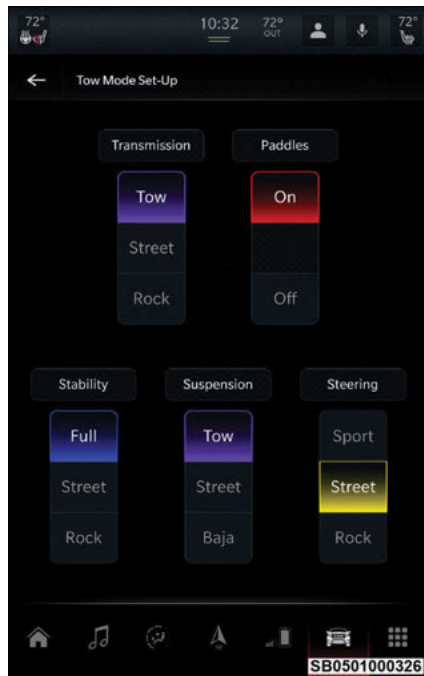 72° 10:32 72° OUT 72°
Tow Mode Set-Up
Transmission Paddles
Tow On
Street
Rock Off
Stability Suspension Steering
Full Tow Sport
Street Street Street
Rock Baja Rock
SB0501000326